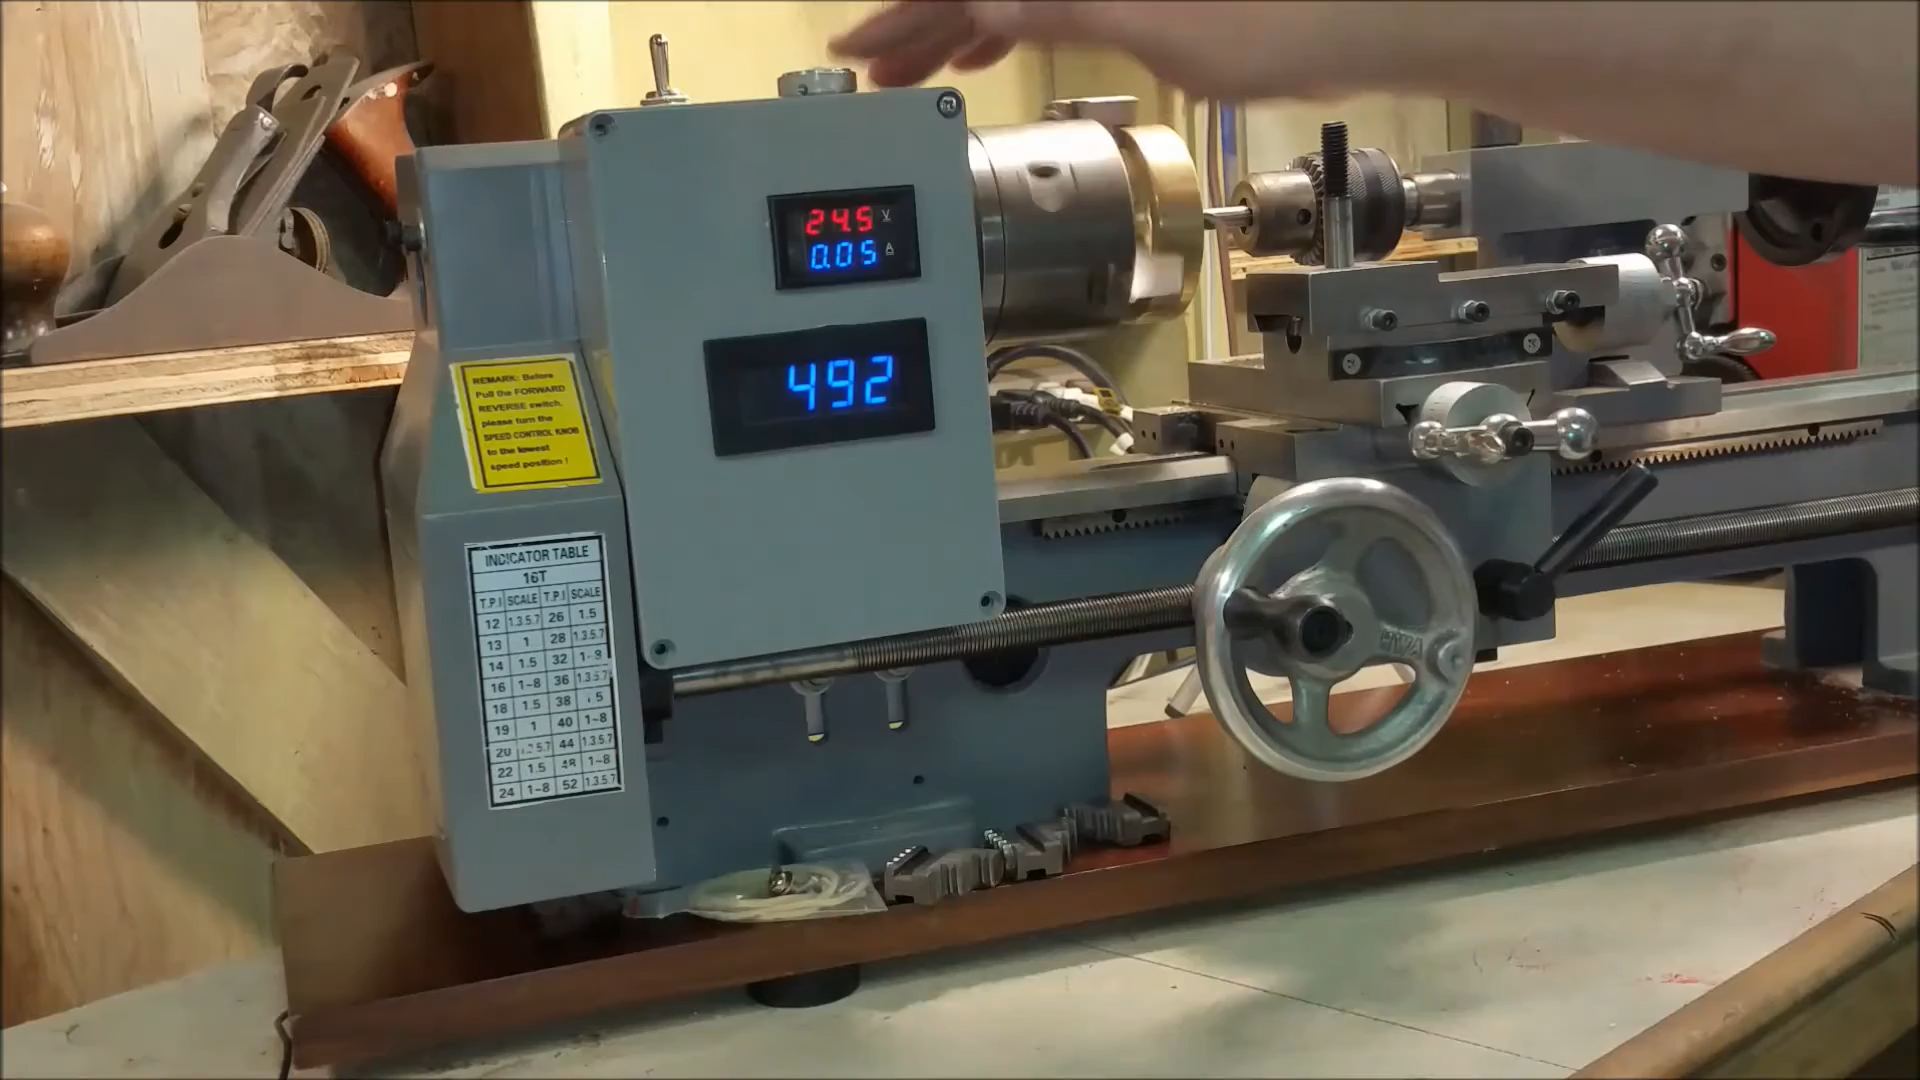 24.5 V
0.05 A
492
REMARK: Before
Pull the FORWARD
REVERSE switch,
please turn the
SPEED CONTROL KNOB
to the lowest
speed position !
INDICATOR TABLE
16T
T.P.I SCALE T.P.I SCALE
12 1.3.5.7 26 1.5
13 1 28 1.3.5.7
14 1.5 32 1~8
16 1~8 36 1.3.5.7
18 1.5 38 1.5
19 1 40 1~8
20 1.3.5.7 44 1.3.5.7
22 1.5 48 1~8
24 1~8 52 1.3.5.7